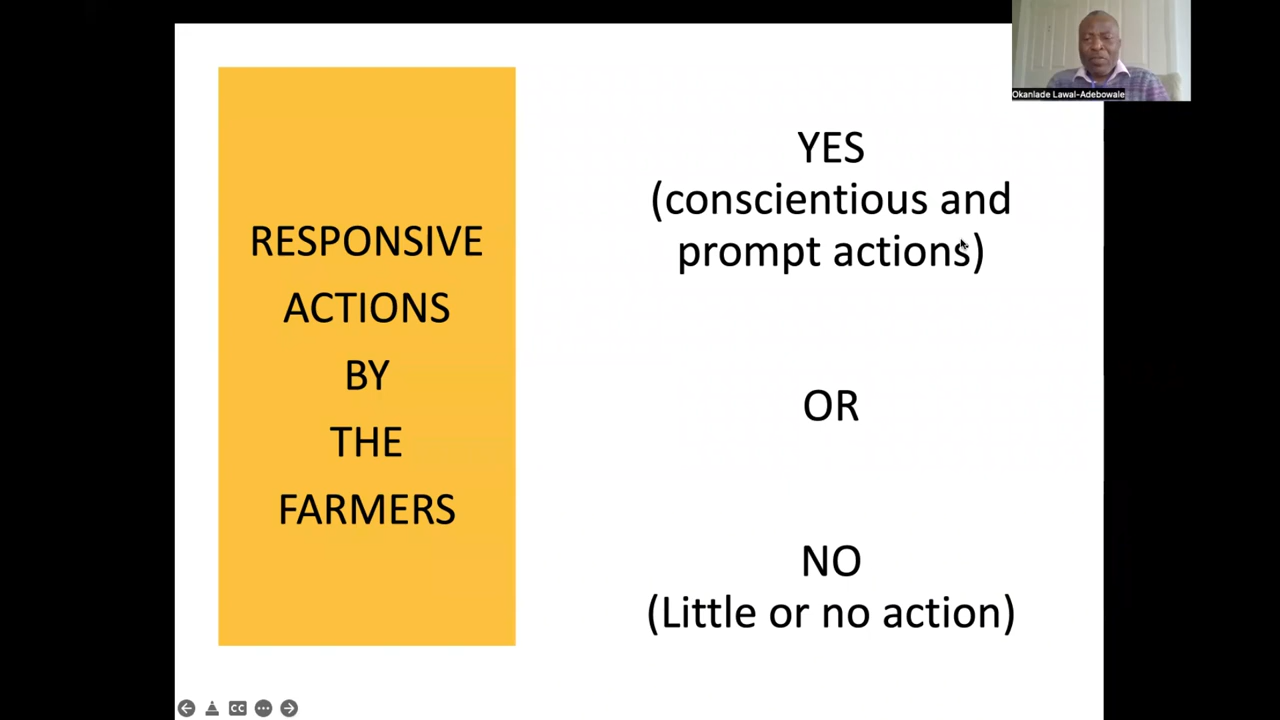 Okanlade Lawal-Adebowale
RESPONSIVE
ACTIONS
BY
THE
FARMERS
YES
(conscientious and
prompt actions)
OR
NO
(Little or no action)
CC